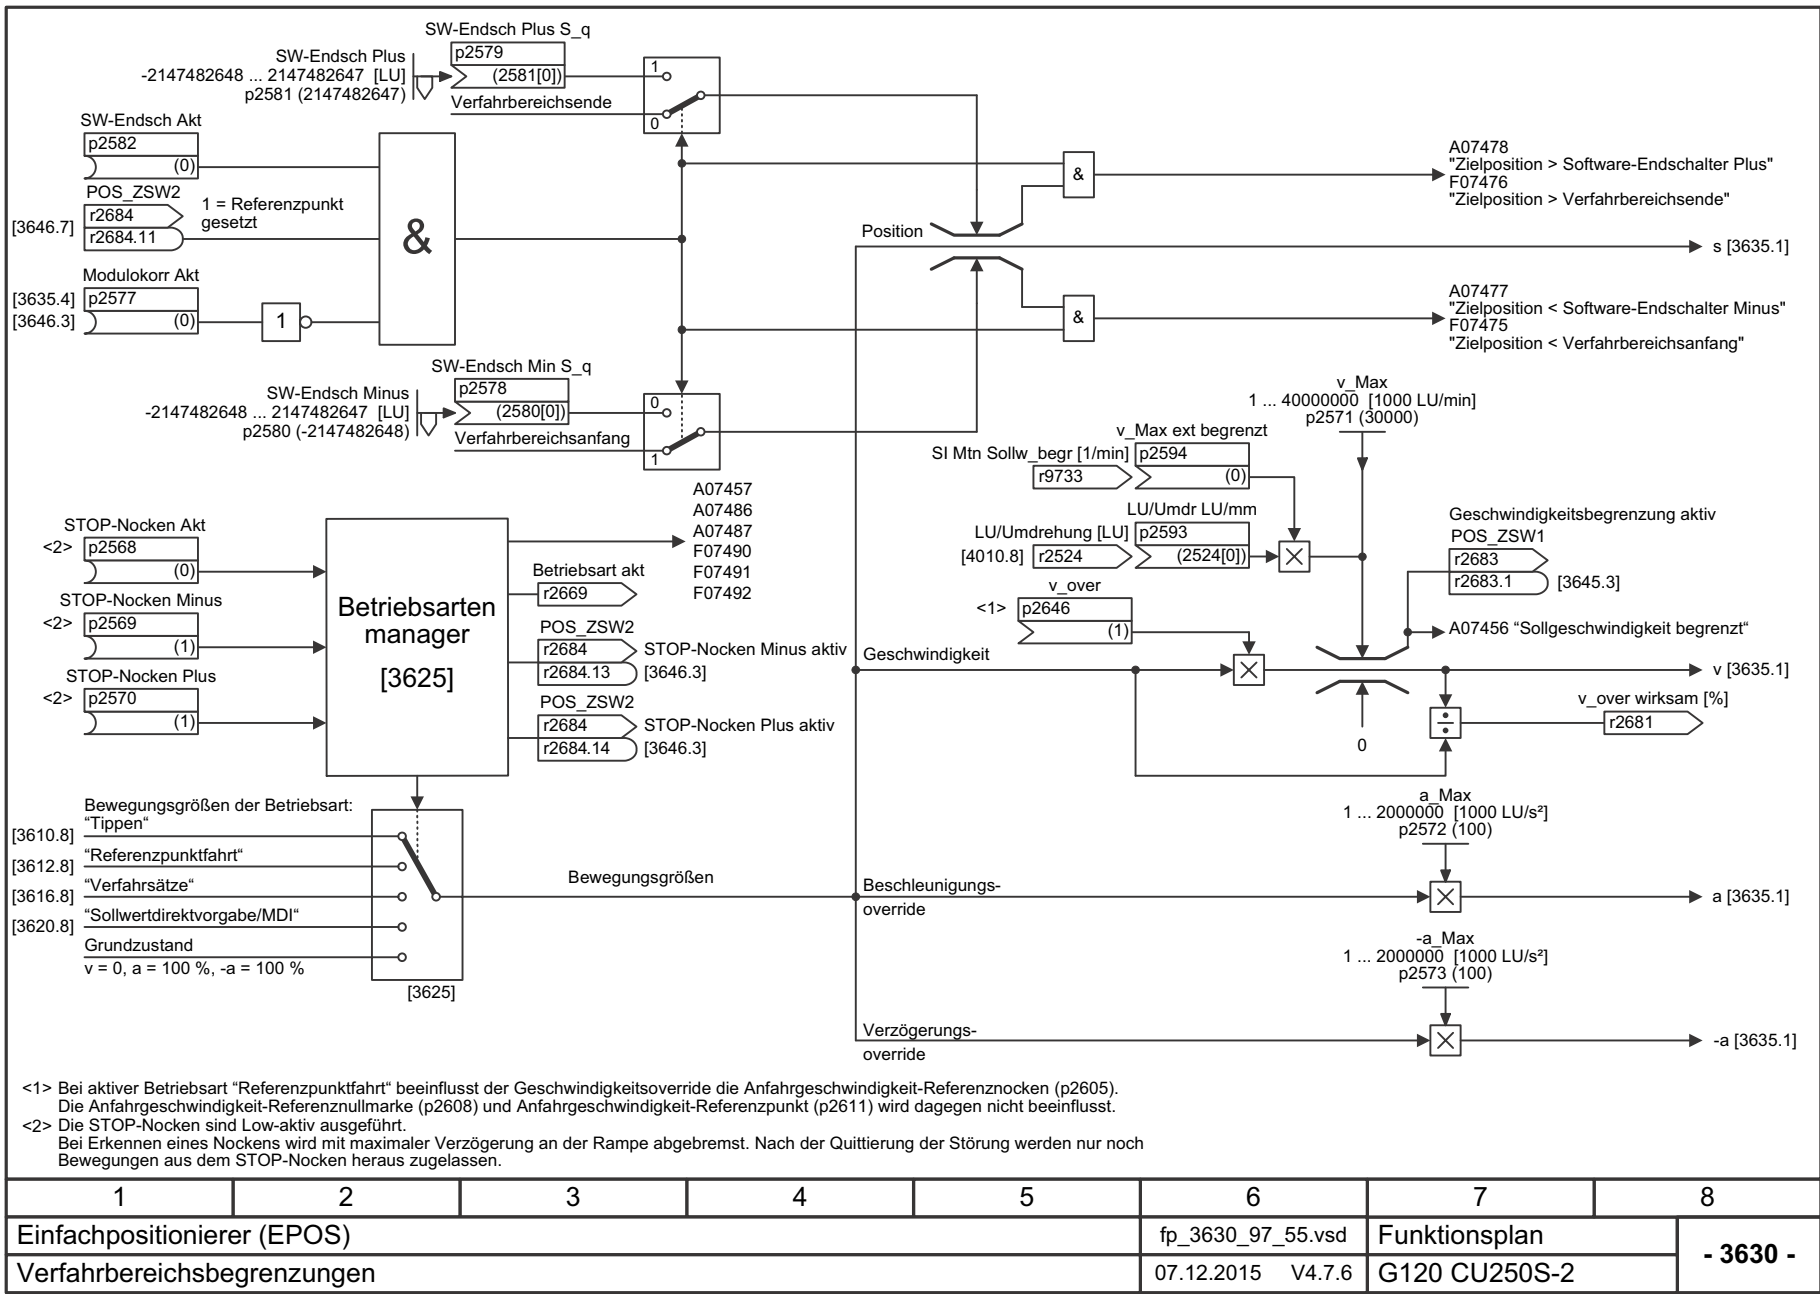 SW-Endsch Plus S_q
SW-Endsch Plus
-2147482648 ... 2147482647 [LU]
p2581 (2147482647)
p2579
(2581[0])
Verfahrbereichsende
1
0
SW-Endsch Akt
p2582
(0)
POS_ZSW2
[3646.7]
r2684
r2684.11
1 = Referenzpunkt
gesetzt
Modulokorr Akt
[3635.4]
[3646.3]
p2577
(0)
1
&
SW-Endsch Min S_q
SW-Endsch Minus
-2147482648 ... 2147482647 [LU]
p2580 (-2147482648)
p2578
(2580[0])
Verfahrbereichsanfang
0
1
Position
&
&
A07478
"Zielposition > Software-Endschalter Plus"
F07476
"Zielposition > Verfahrbereichsende"
s [3635.1]
A07477
"Zielposition < Software-Endschalter Minus"
F07475
"Zielposition < Verfahrbereichsanfang"
v_Max
1 ... 40000000 [1000 LU/min]
p2571 (30000)
v_Max ext begrenzt
SI Mtn Sollw_begr [1/min]
r9733
p2594
(0)
LU/Umdr LU/mm
LU/Umdrehung [LU]
[4010.8]
r2524
p2593
(2524[0])
v_over
<1>
p2646
(1)
Geschwindigkeitsbegrenzung aktiv
POS_ZSW1
r2683
r2683.1
[3645.3]
A07456 “Sollgeschwindigkeit begrenzt“
Geschwindigkeit
v [3635.1]
0
v_over wirksam [%]
r2681
STOP-Nocken Akt
<2>
p2568
(0)
STOP-Nocken Minus
<2>
p2569
(1)
STOP-Nocken Plus
<2>
p2570
(1)
Betriebsarten
manager
[3625]
A07457
A07486
A07487
F07490
F07491
F07492
Betriebsart akt
r2669
POS_ZSW2
r2684
r2684.13
STOP-Nocken Minus aktiv
[3646.3]
POS_ZSW2
r2684
r2684.14
STOP-Nocken Plus aktiv
[3646.3]
Bewegungsgrößen der Betriebsart:
[3610.8]
“Tippen“
[3612.8]
“Referenzpunktfahrt“
[3616.8]
“Verfahrsätze“
[3620.8]
“Sollwertdirektvorgabe/MDI“
Grundzustand
v = 0, a = 100 %, -a = 100 %
[3625]
Bewegungsgrößen
a_Max
1 ... 2000000 [1000 LU/s²]
p2572 (100)
Beschleunigungs-
override
a [3635.1]
-a_Max
1 ... 2000000 [1000 LU/s²]
p2573 (100)
Verzögerungs-
override
-a [3635.1]
<1> Bei aktiver Betriebsart “Referenzpunktfahrt“ beeinflusst der Geschwindigkeitsoverride die Anfahrgeschwindigkeit-Referenznocken (p2605).
Die Anfahrgeschwindigkeit-Referenznullmarke (p2608) und Anfahrgeschwindigkeit-Referenzpunkt (p2611) wird dagegen nicht beeinflusst.
<2> Die STOP-Nocken sind Low-aktiv ausgeführt.
Bei Erkennen eines Nockens wird mit maximaler Verzögerung an der Rampe abgebremst. Nach der Quittierung der Störung werden nur noch
Bewegungen aus dem STOP-Nocken heraus zugelassen.
1 2 3 4 5 6 7 8
Einfachpositionierer (EPOS)
fp_3630_97_55.vsd
Funktionsplan
- 3630 -
Verfahrbereichsbegrenzungen
07.12.2015 V4.7.6
G120 CU250S-2